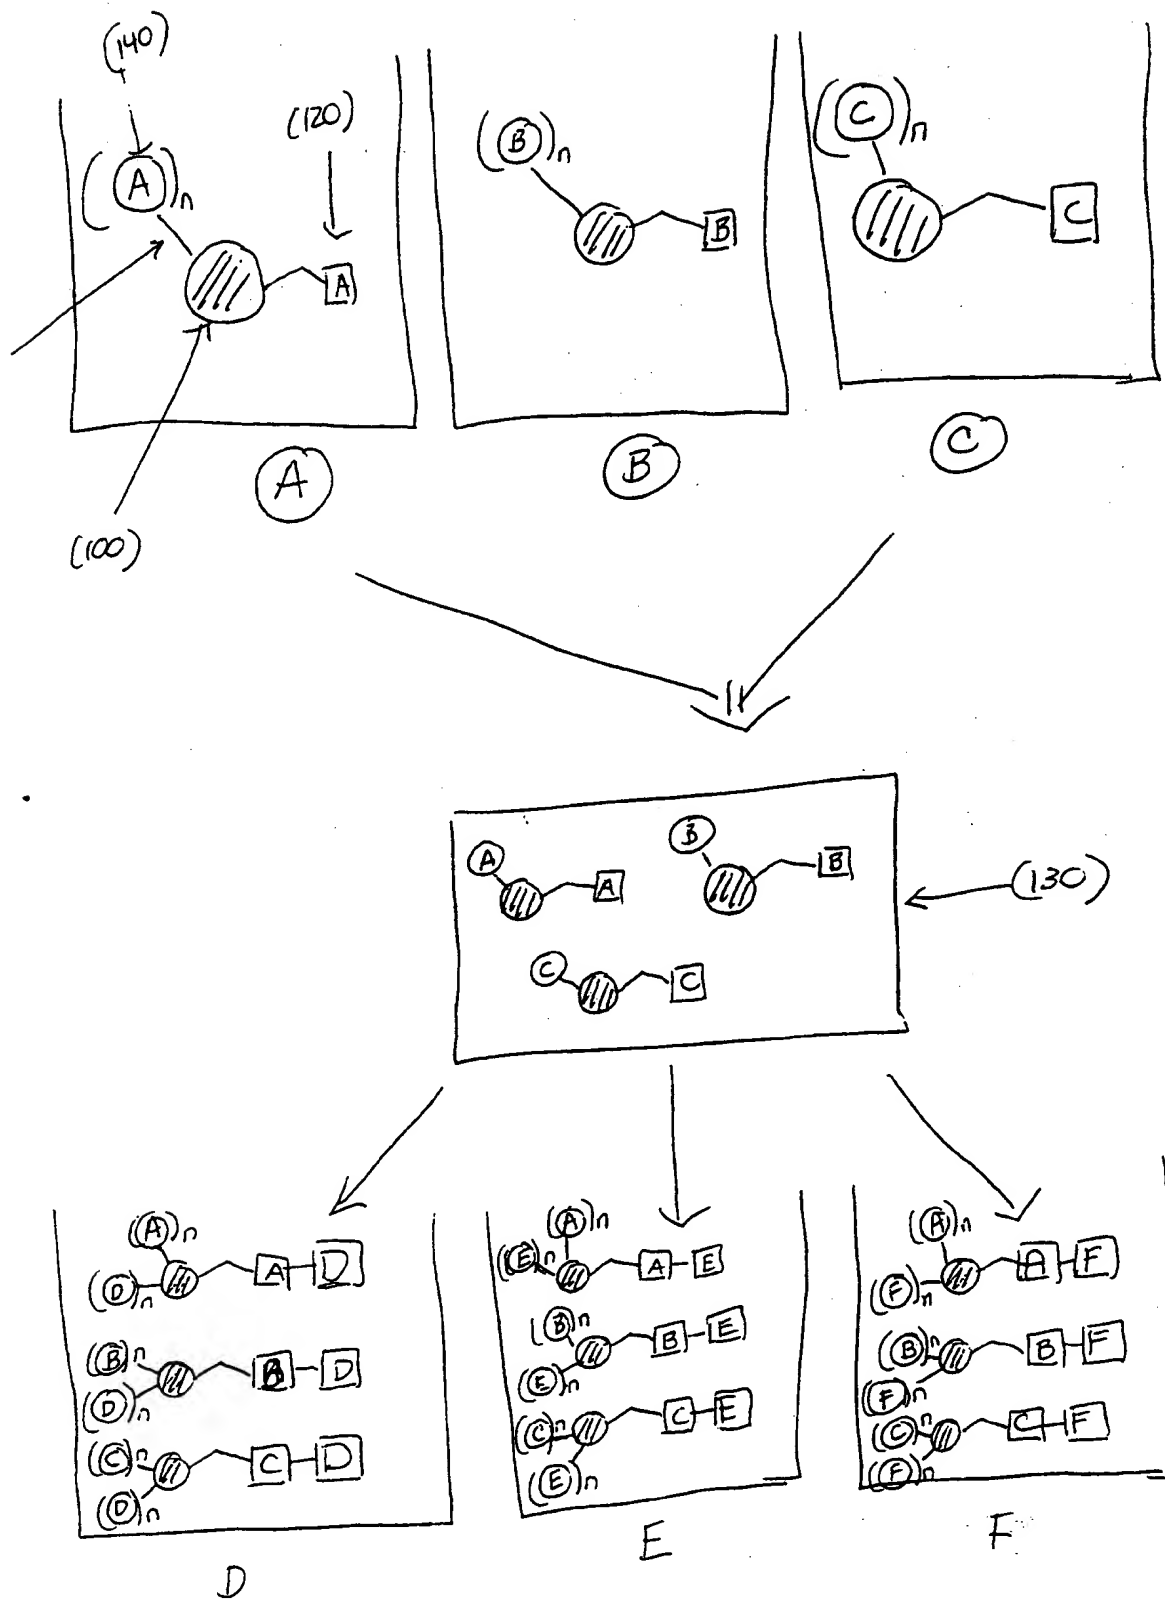 (140)
(120)
(A)n
A
(B)n
B
(C)n
C
A
B
C
(100)
A
A
B
B
C
C
(130)
(A)n
(D)n
A D
(B)n
(D)n
B D
(C)n
(D)n
C D
(A)n
(E)n
A E
(B)n
(E)n
B E
(C)n
(E)n
C E
(A)n
(F)n
A F
(B)n
(F)n
B F
(C)n
(F)n
C F
D
E
F